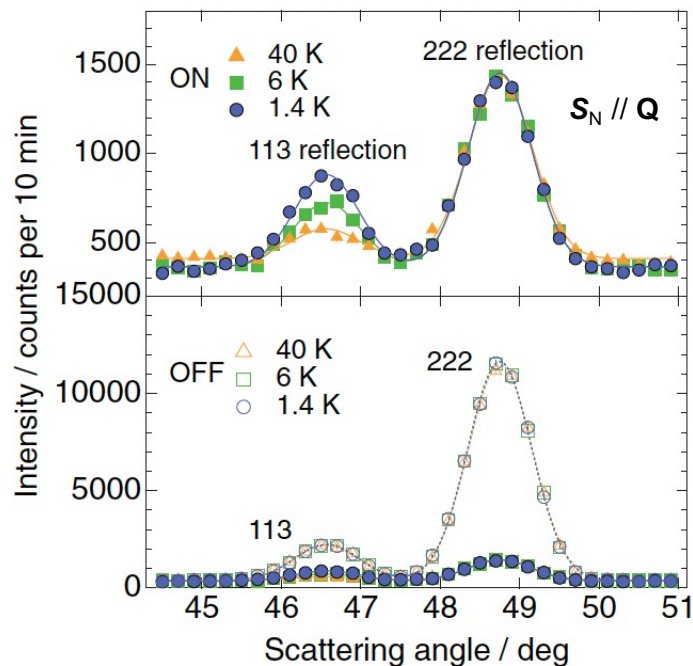 Intensity / counts per 10 min
1500
1000
500
ON
40 K
6 K
1.4 K
222 reflection
113 reflection
S_N // Q
15000
10000
5000
0
OFF
40 K
6 K
1.4 K
222
113
45 46 47 48 49 50 51
Scattering angle / deg